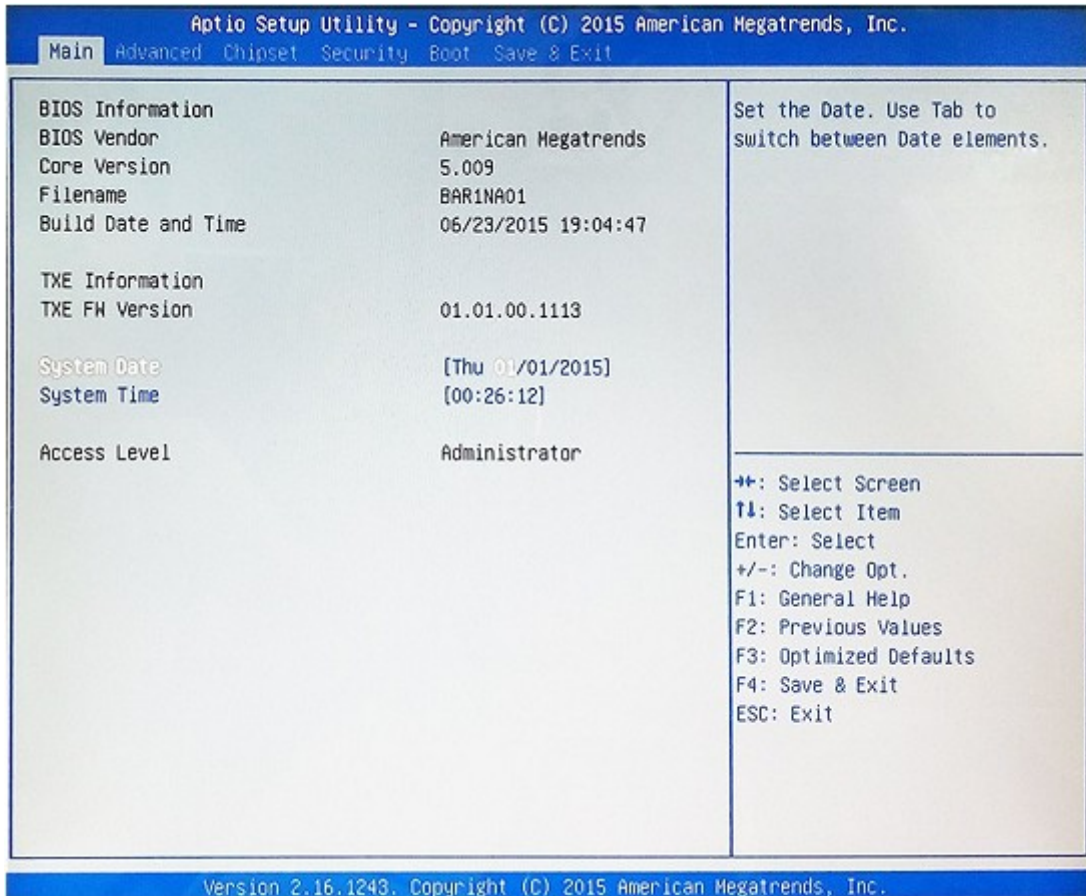 Aptio Setup Utility - Copyright (C) 2015 American Megatrends, Inc.
Main Advanced Chipset Security Boot Save & Exit
BIOS Information
BIOS Vendor American Megatrends
Core Version 5.009
Filename BAR1NA01
Build Date and Time 06/23/2015 19:04:47
TXE Information
TXE FW Version 01.01.00.1113
System Date [Thu 01/01/2015]
System Time [00:26:12]
Access Level Administrator
Set the Date. Use Tab to
switch between Date elements.
→←: Select Screen
↑↓: Select Item
Enter: Select
+/-: Change Opt.
F1: General Help
F2: Previous Values
F3: Optimized Defaults
F4: Save & Exit
ESC: Exit
Version 2.16.1243. Copyright (C) 2015 American Megatrends, Inc.